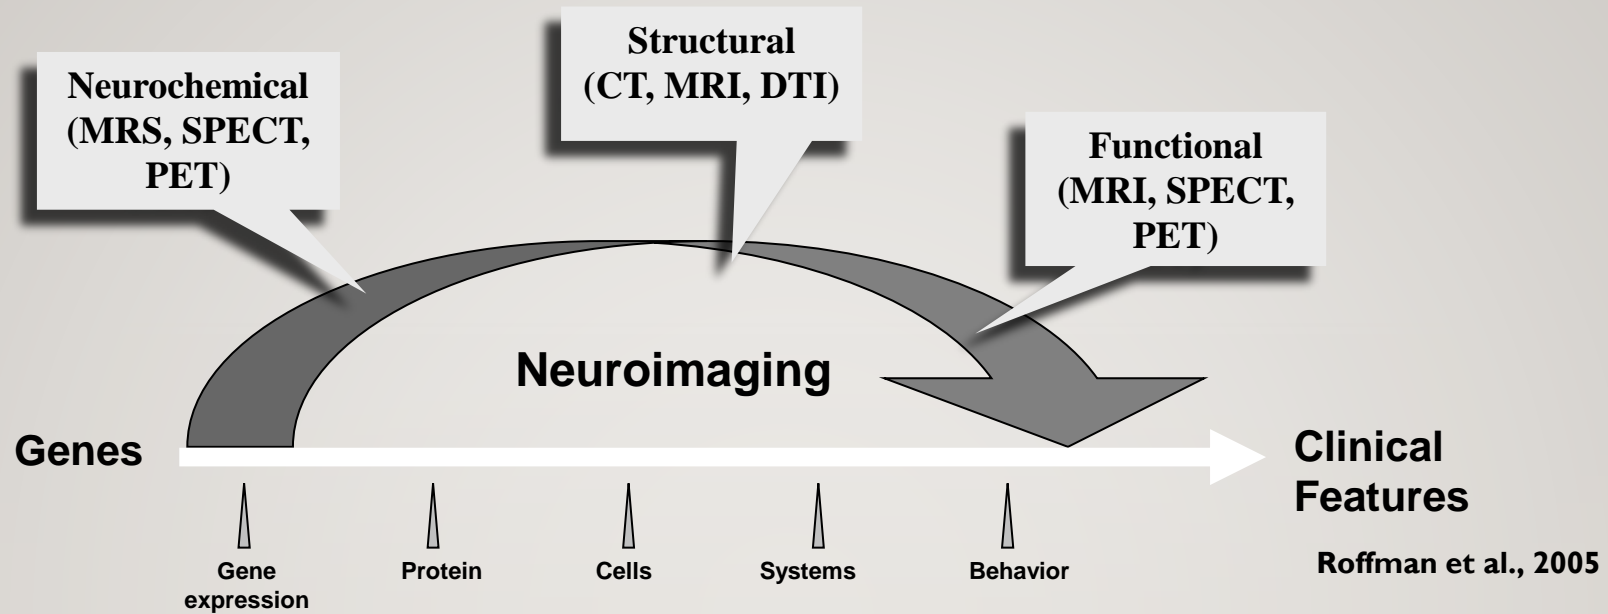 Structural
(CT, MRI, DTI)
Neurochemical
(MRS, SPECT,
PET)
Functional
(MRI, SPECT,
PET)
Neuroimaging
Genes
Clinical
Features
Gene
expression
Protein
Cells
Systems
Behavior
Roffman et al., 2005